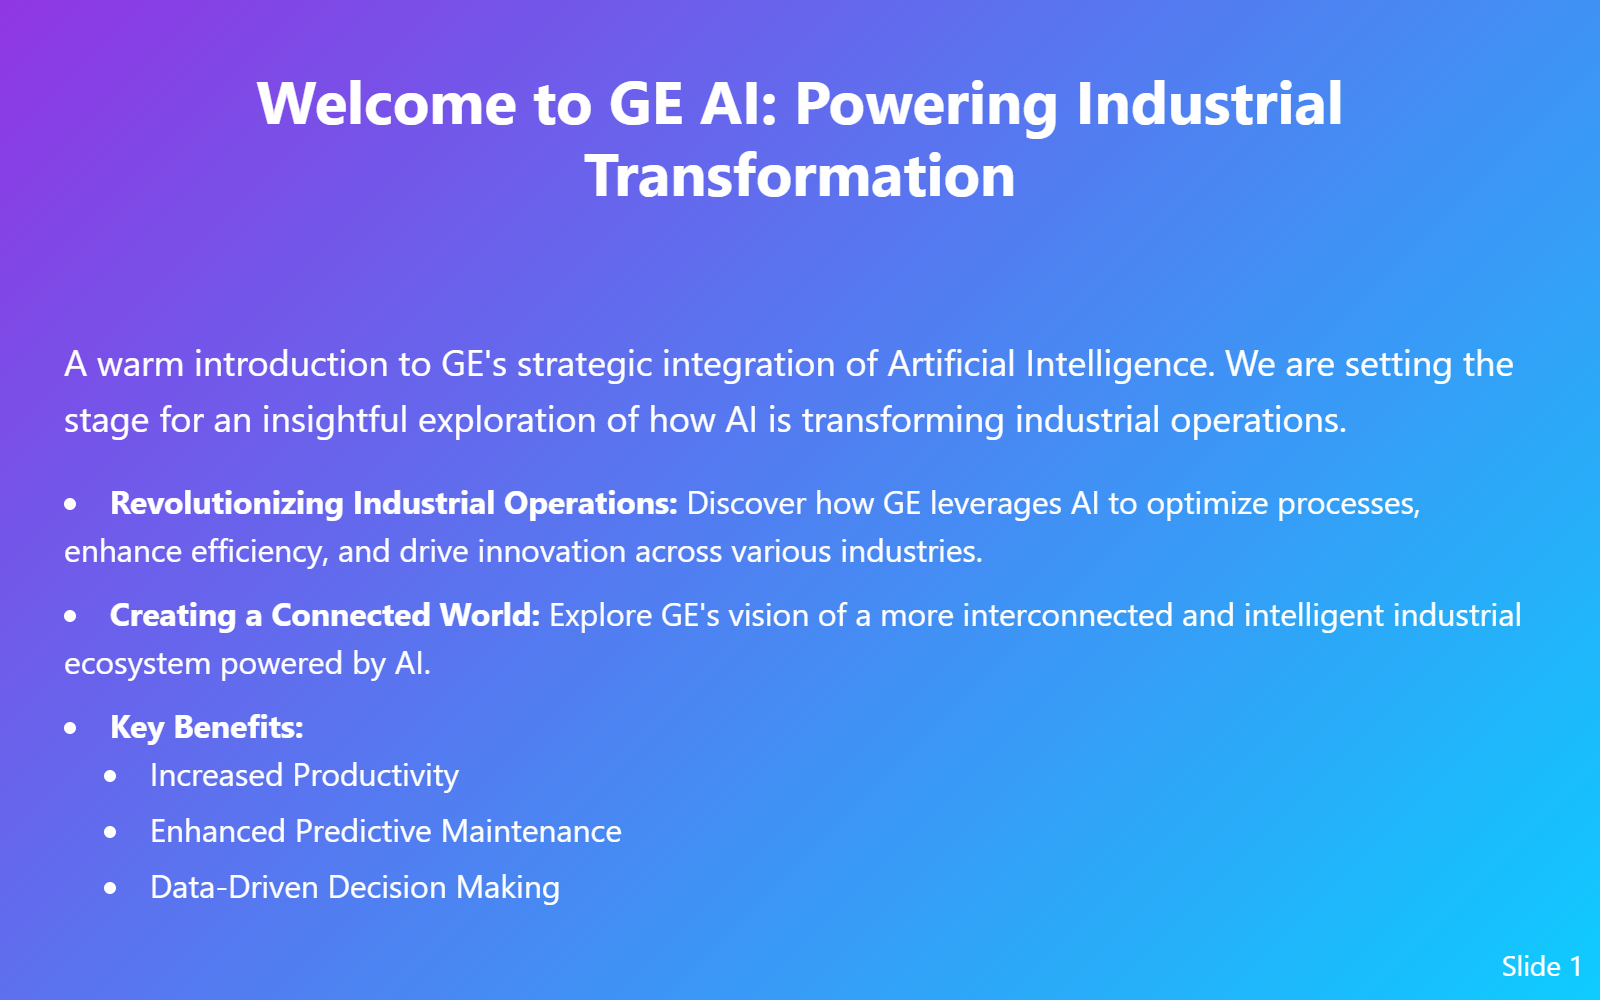 Welcome to GE AI: Powering Industrial
Transformation
A warm introduction to GE's strategic integration of Artificial Intelligence. We are setting the
stage for an insightful exploration of how AI is transforming industrial operations.
• Revolutionizing Industrial Operations: Discover how GE leverages AI to optimize processes,
enhance efficiency, and drive innovation across various industries.
• Creating a Connected World: Explore GE's vision of a more interconnected and intelligent industrial
ecosystem powered by AI.
• Key Benefits:
• Increased Productivity
• Enhanced Predictive Maintenance
• Data-Driven Decision Making
Slide 1